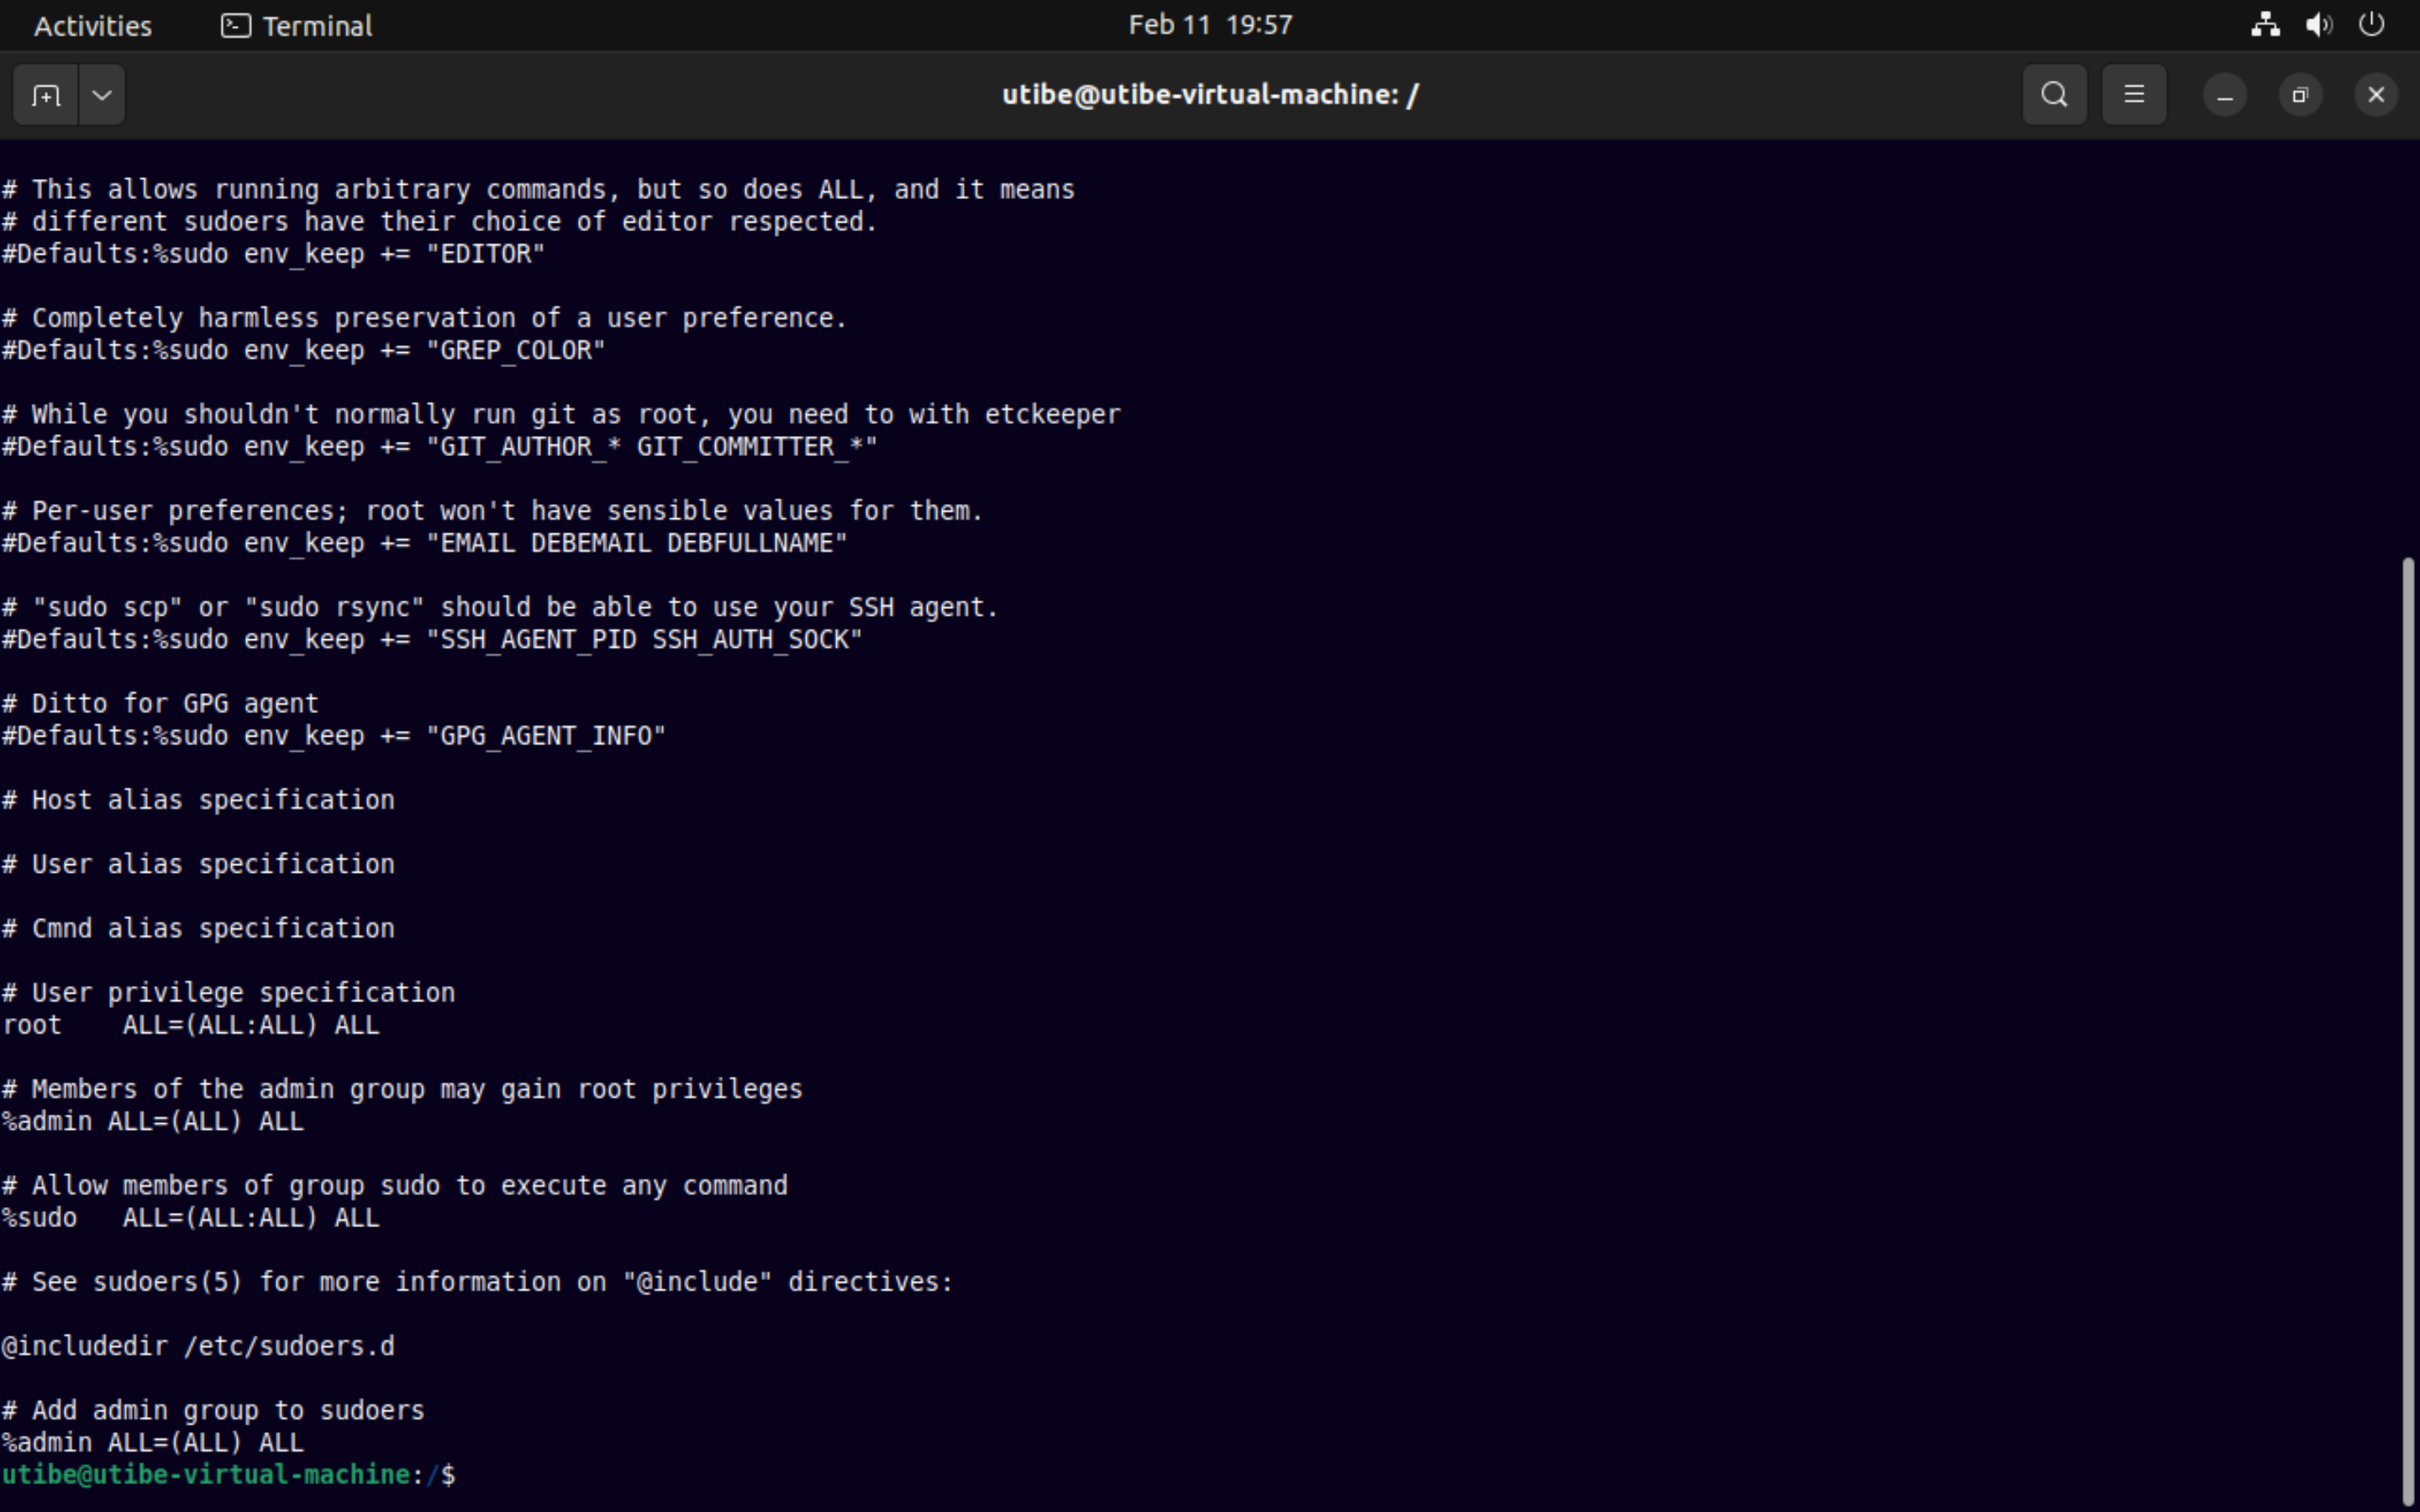 Activities Terminal Feb 11 19:57
utibe@utibe-virtual-machine: /
# This allows running arbitrary commands, but so does ALL, and it means
# different sudoers have their choice of editor respected.
#Defaults:%sudo env_keep += "EDITOR"
# Completely harmless preservation of a user preference.
#Defaults:%sudo env_keep += "GREP_COLOR"
# While you shouldn't normally run git as root, you need to with etckeeper
#Defaults:%sudo env_keep += "GIT_AUTHOR_* GIT_COMMITTER_*"
# Per-user preferences; root won't have sensible values for them.
#Defaults:%sudo env_keep += "EMAIL DEBEMAIL DEBFULLNAME"
# "sudo scp" or "sudo rsync" should be able to use your SSH agent.
#Defaults:%sudo env_keep += "SSH_AGENT_PID SSH_AUTH_SOCK"
# Ditto for GPG agent
#Defaults:%sudo env_keep += "GPG_AGENT_INFO"
# Host alias specification
# User alias specification
# Cmnd alias specification
# User privilege specification
root    ALL=(ALL:ALL) ALL
# Members of the admin group may gain root privileges
%admin ALL=(ALL) ALL
# Allow members of group sudo to execute any command
%sudo   ALL=(ALL:ALL) ALL
# See sudoers(5) for more information on "@include" directives:
@includedir /etc/sudoers.d
# Add admin group to sudoers
%admin ALL=(ALL) ALL
utibe@utibe-virtual-machine:/$